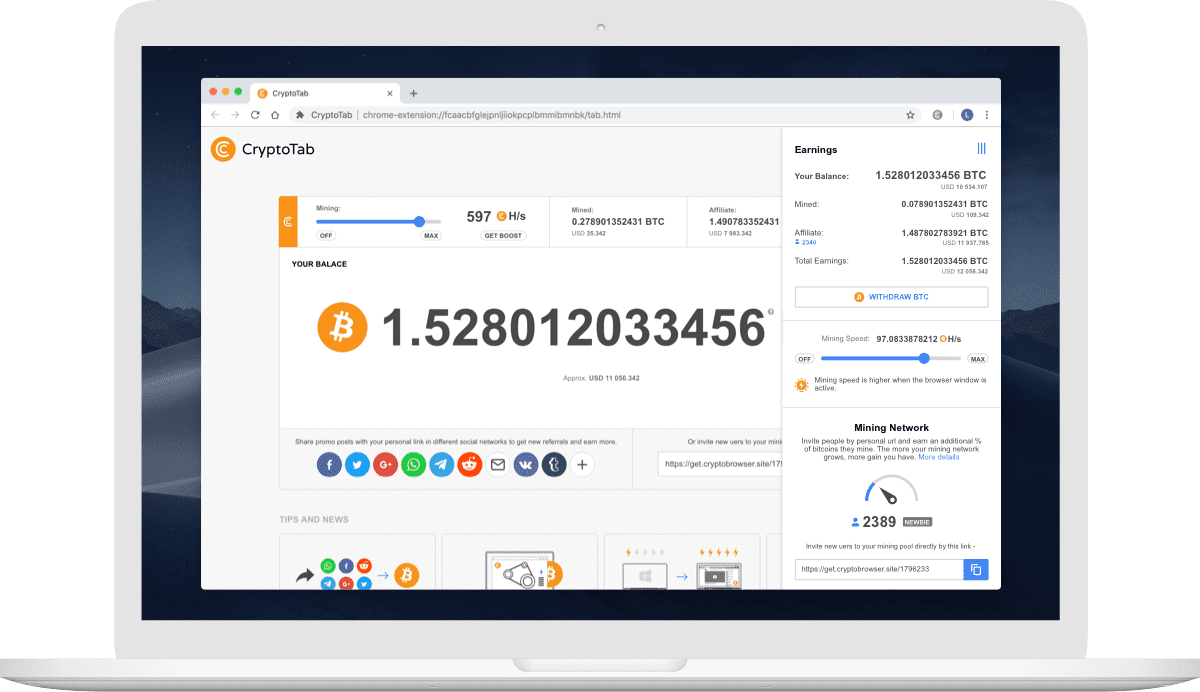 CryptoTab
CryptoTab | chrome-extension://fcaacbfglejpnljiiokpcplbmmlbmnbk/tab.html
L
CryptoTab
Mining:
OFF
MAX
597 H/s
GET BOOST
Mined:
0.278901352431 BTC
USD 35.342
Affiliate:
1.490783352431
USD 7 983.342
YOUR BALACE
1.528012033456
Approx. USD 11 056.342
Share promo posts with your personal link in different social networks to get new referrals and earn more.
Or invite new uers to your mini
https://get.cryptobrowser.site/179
TIPS AND NEWS
Earnings
Your Balance: 1.528012033456 BTC
USD 10 534.107
Mined: 0.078901352431 BTC
USD 109.342
Affiliate: 1.487802783921 BTC
2340 USD 11 937.785
Total Earnings: 1.528012033456 BTC
USD 12 056.342
WITHDRAW BTC
Mining Speed: 97.0833878212 H/s
OFF
MAX
Mining speed is higher when the browser window is
active.
Mining Network
Invite people by personal url and earn an additional %
of bitcoins they mine. The more your mining network
grows, more gain you have. More details
2389 NEWBIE
Invite new uers to your mining pool directly by this link -
https://get.cryptobrowser.site/1796233